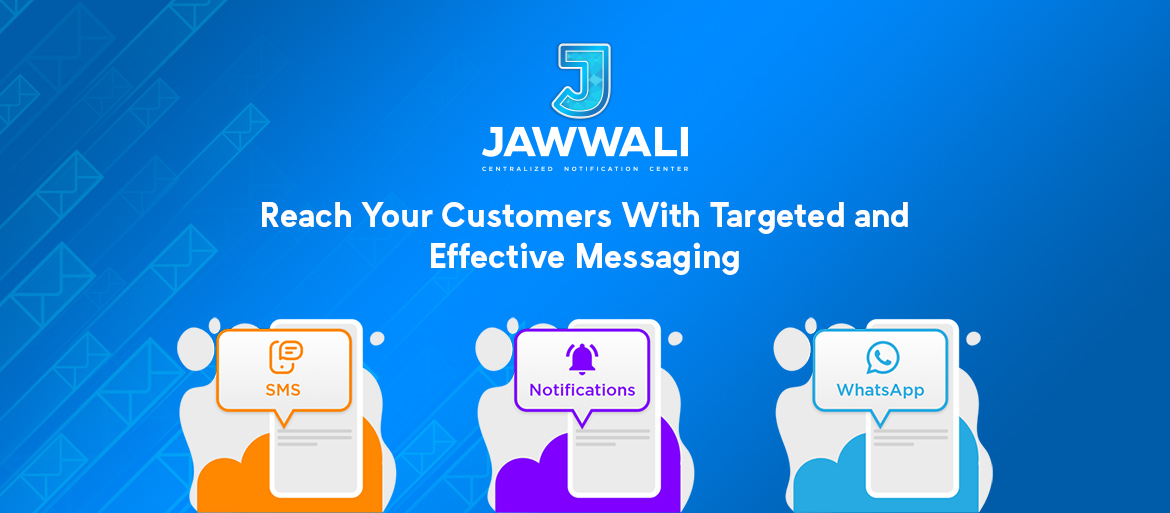 J
JAWWALI
CENTRALIZED NOTIFICATION CENTER
Reach Your Customers With Targeted and
Effective Messaging
SMS
Notifications
WhatsApp